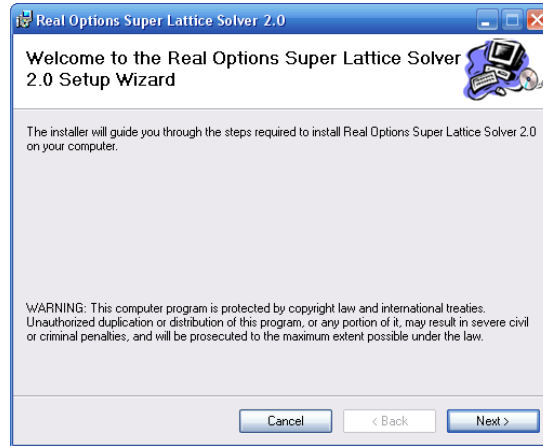 Real Options Super Lattice Solver 2.0
Welcome to the Real Options Super Lattice Solver
2.0 Setup Wizard
The installer will guide you through the steps required to install Real Options Super Lattice Solver 2.0
on your computer.
WARNING: This computer program is protected by copyright law and international treaties.
Unauthorized duplication or distribution of this program, or any portion of it, may result in severe civil
or criminal penalties, and will be prosecuted to the maximum extent possible under the law.
Cancel
< Back
Next >